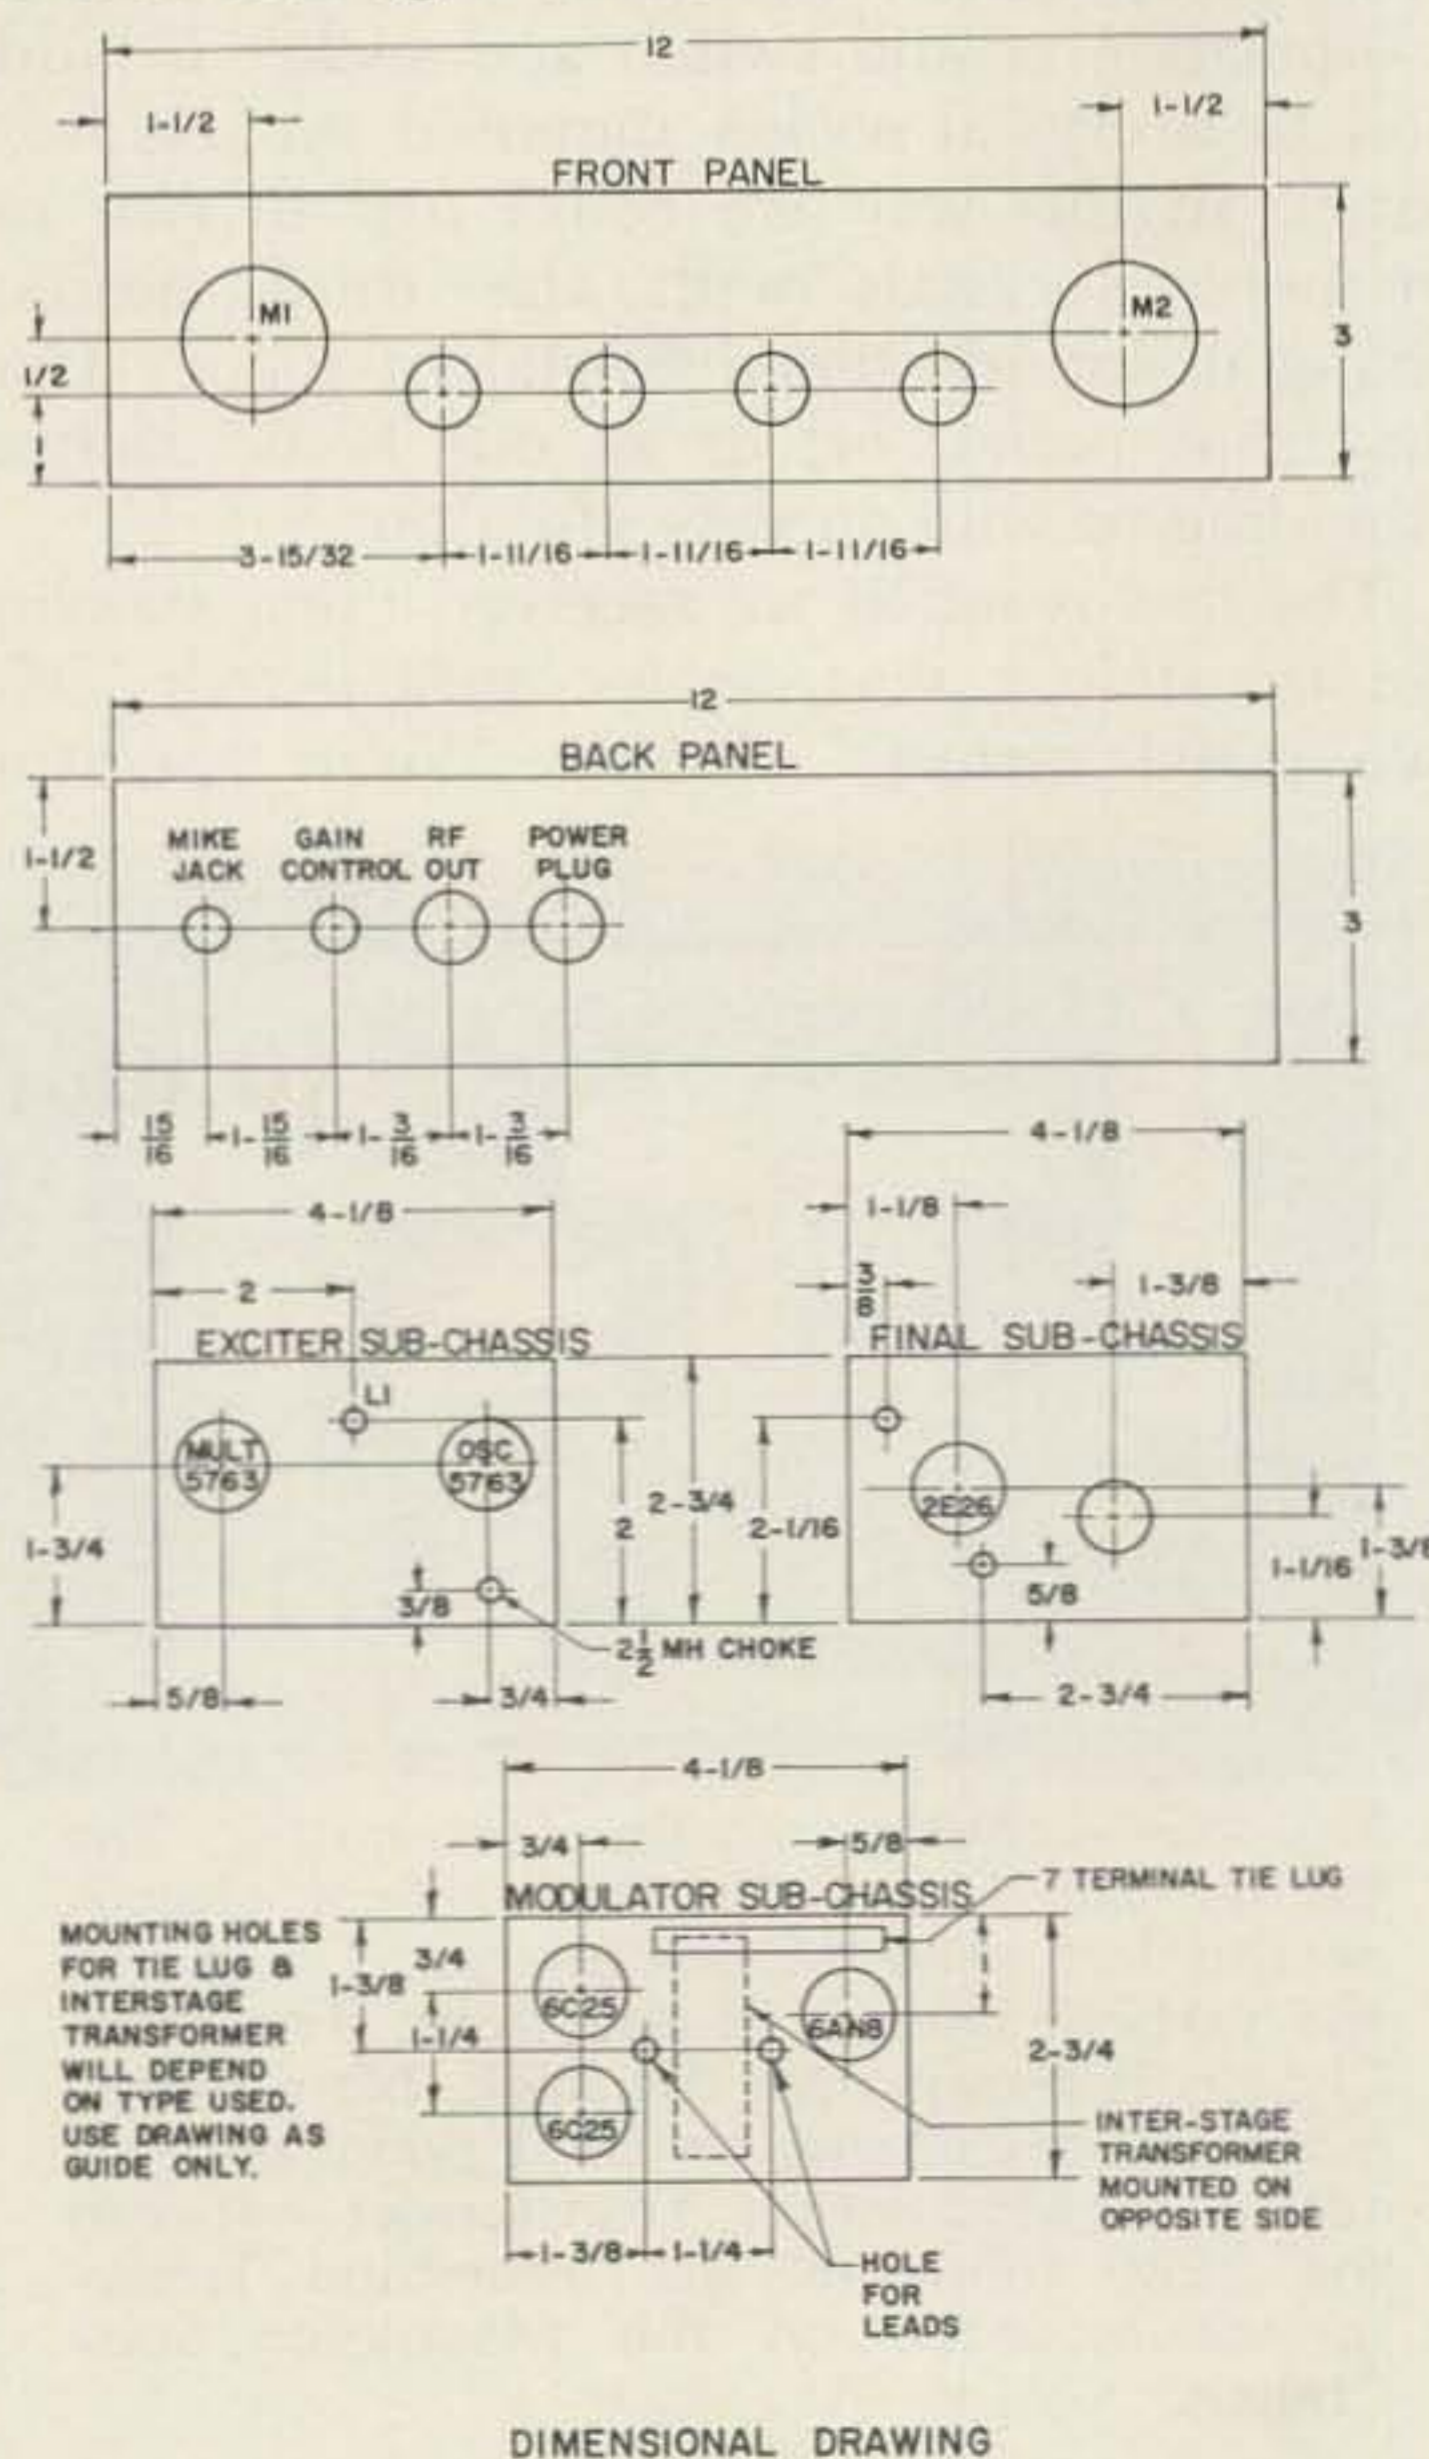 12
1-1/2
1-1/2
FRONT PANEL
M1
M2
3
1/2
1
3-15/32
1-11/16
1-11/16
1-11/16
12
BACK PANEL
1-1/2
MIKE JACK
GAIN CONTROL
RF OUT
POWER PLUG
3
15/16
1-15/16
1-3/16
1-3/16
4-1/8
2
EXCITER SUB-CHASSIS
L1
MULT 5763
OSC 5763
1-3/4
3/8
2
2-3/4
2 1/2 MH CHOKE
5/8
3/4
4-1/8
1-1/8
3/8
1-3/8
FINAL SUB-CHASSIS
2E26
2-1/16
5/8
1-1/16
1-3/8
2-3/4
4-1/8
3/4
5/8
MODULATOR SUB-CHASSIS
7 TERMINAL TIE LUG
MOUNTING HOLES
FOR TIE LUG &
INTERSTAGE
TRANSFORMER
WILL DEPEND
ON TYPE USED.
USE DRAWING AS
GUIDE ONLY.
1-3/8
3/4
1-1/4
6C25
6C25
6AN8
1
2-3/4
INTER-STAGE
TRANSFORMER
MOUNTED ON
OPPOSITE SIDE
1-3/8
1-1/4
HOLE
FOR
LEADS
DIMENSIONAL DRAWING